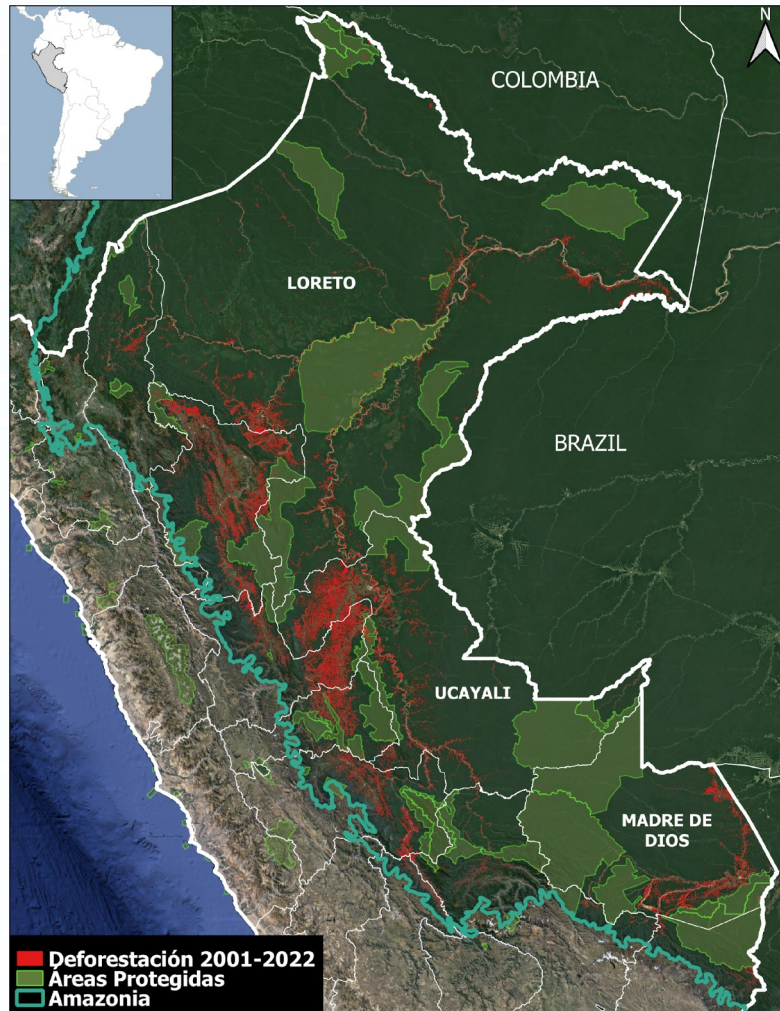 N
COLOMBIA
LORETO
BRAZIL
UCAYALI
MADRE DE
DIOS
Deforestación 2001-2022
Áreas Protegidas
Amazonia